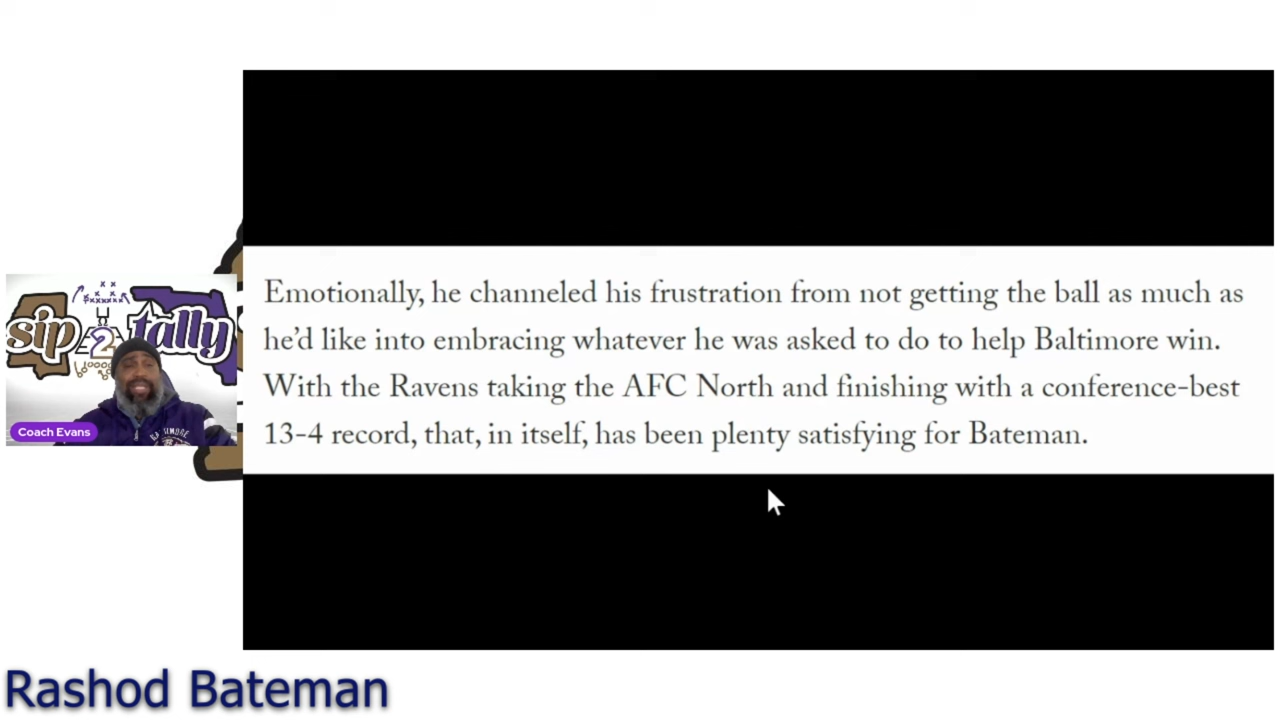 Emotionally, he channeled his frustration from not getting the ball as much as
he'd like into embracing whatever he was asked to do to help Baltimore win.
With the Ravens taking the AFC North and finishing with a conference-best
13-4 record, that, in itself, has been plenty satisfying for Bateman.
sip 2 tally
Coach Evans
Rashod Bateman